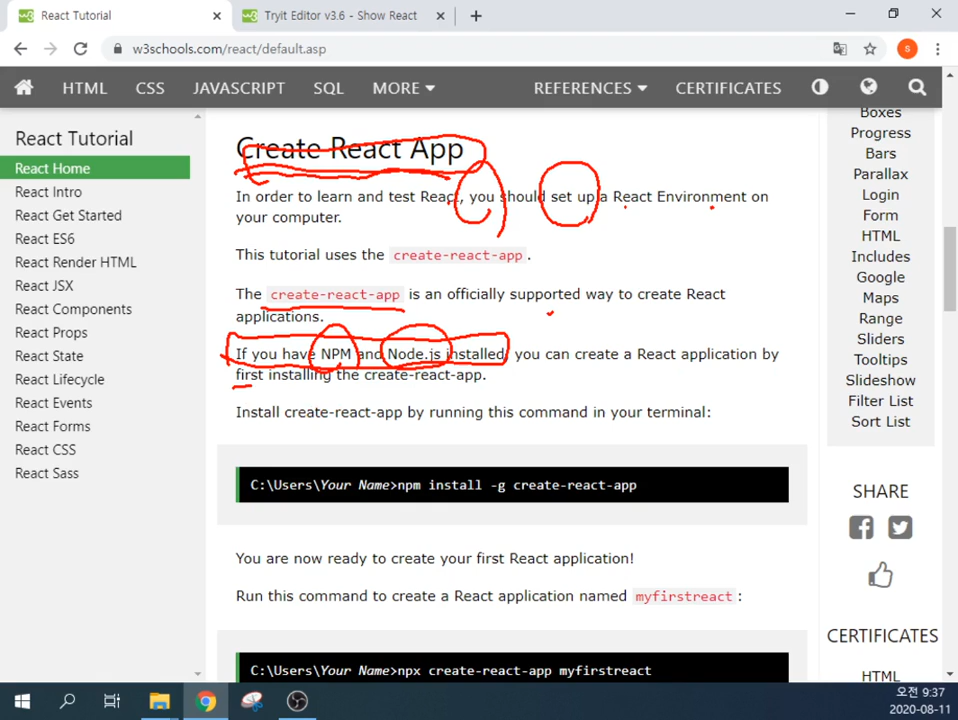 React Tutorial
Tryit Editor v3.6 - Show React
w3schools.com/react/default.asp
S
HTML CSS JAVASCRIPT SQL MORE REFERENCES CERTIFICATES
React Tutorial
React Home
React Intro
React Get Started
React ES6
React Render HTML
React JSX
React Components
React Props
React State
React Lifecycle
React Events
React Forms
React CSS
React Sass
Create React App
In order to learn and test React, you should set up a React Environment on
your computer.
This tutorial uses the create-react-app.
The create-react-app is an officially supported way to create React
applications.
If you have NPM and Node.js installed, you can create a React application by
first installing the create-react-app.
Install create-react-app by running this command in your terminal:
C:\Users\Your Name>npm install -g create-react-app
You are now ready to create your first React application!
Run this command to create a React application named myfirstreact:
C:\Users\Your Name>npx create-react-app myfirstreact
Boxes
Progress
Bars
Parallax
Login
Form
HTML
Includes
Google
Maps
Range
Sliders
Tooltips
Slideshow
Filter List
Sort List
SHARE
CERTIFICATES
HTML
오전 9:37
2020-08-11